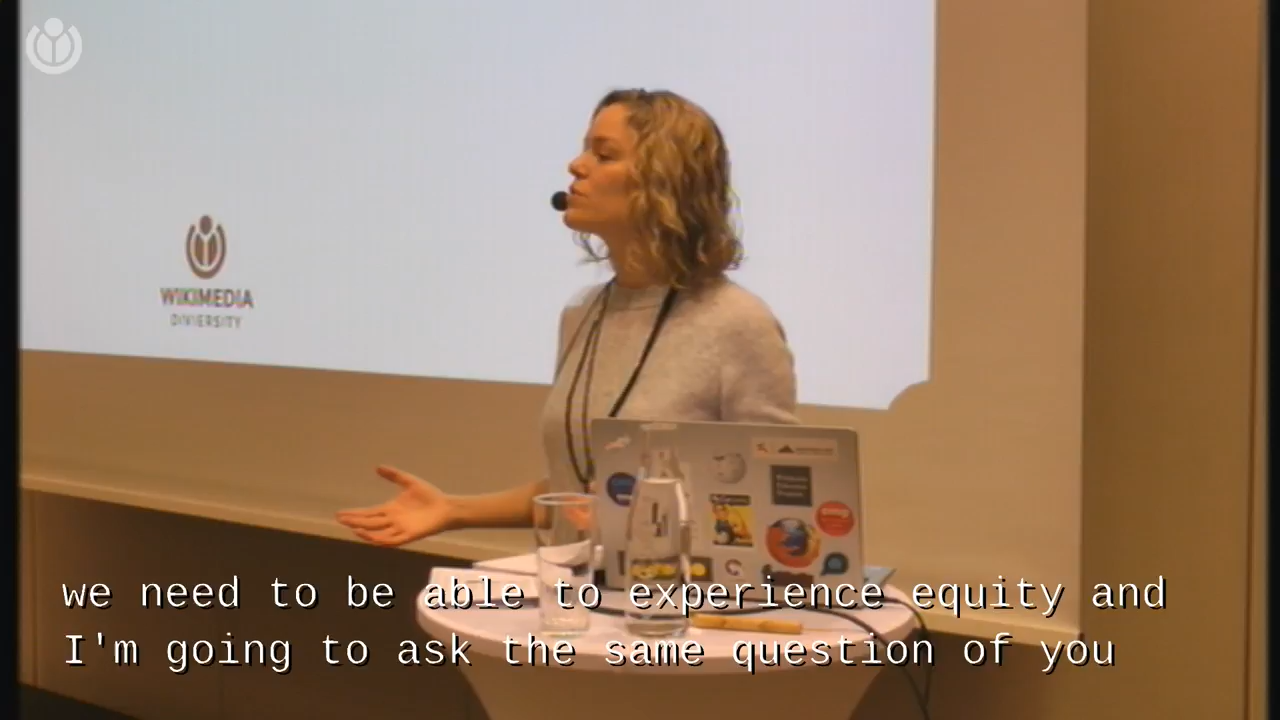 WIKIMEDIA
DIVERSITY
we need to be able to experience equity and
I'm going to ask the same question of you